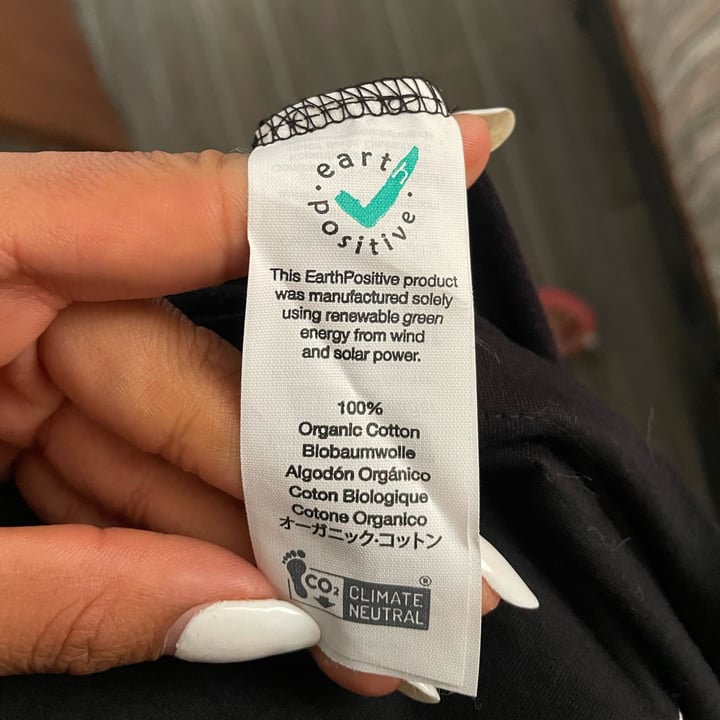 earth
positive
This EarthPositive product
was manufactured solely
using renewable green
energy from wind
and solar power.
100%
Organic Cotton
Biobaumwolle
Algodón Orgánico
Coton Biologique
Cotone Organico
オーガニック・コットン
CO₂
CLIMATE
NEUTRAL
®